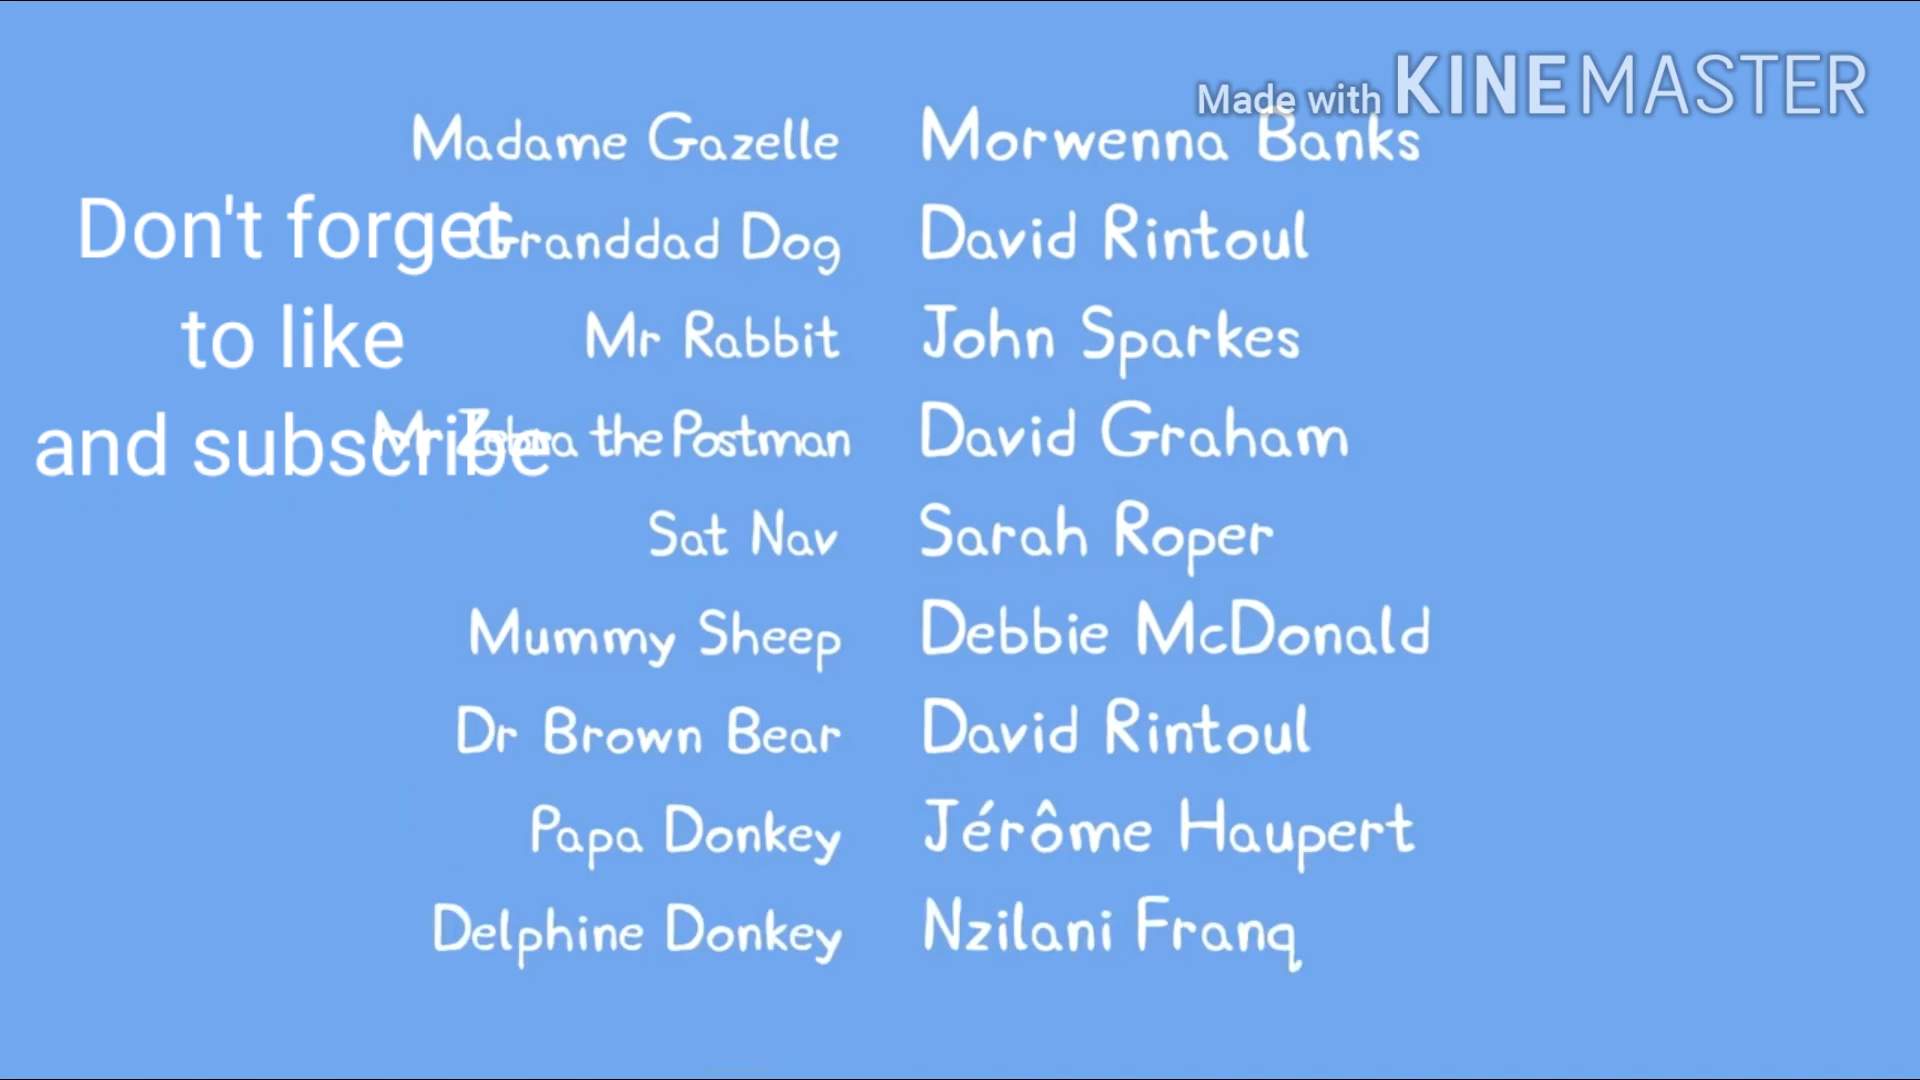 Made with KINEMASTER
Madame Gazelle Morwenna Banks
Don't forget
Granddad Dog David Rintoul
to like
Mr Rabbit John Sparkes
and subscribe
Mr Zebra the Postman David Graham
Sat Nav Sarah Roper
Mummy Sheep Debbie McDonald
Dr Brown Bear David Rintoul
Papa Donkey Jérôme Haupert
Delphine Donkey Nzilani Franq